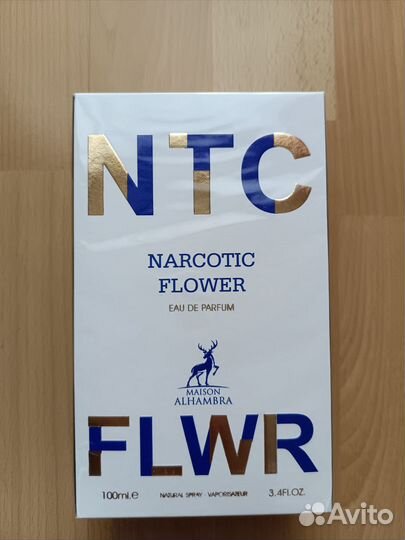 NTC
NARCOTIC
FLOWER
EAU DE PARFUM
MAISON
ALHAMBRA
FLWR
100ml.e NATURAL SPRAY - VAPORISATEUR 3.4FL.OZ.
Avito